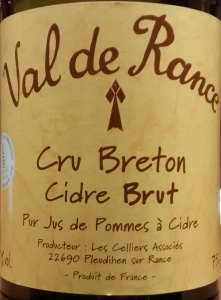 Val de Rance
Cru Breton
Cidre Brut
Pur Jus de Pommes à Cidre
Producteur : Les Celliers Associés
22690 Pleudihen sur Rance
- Produit de France -